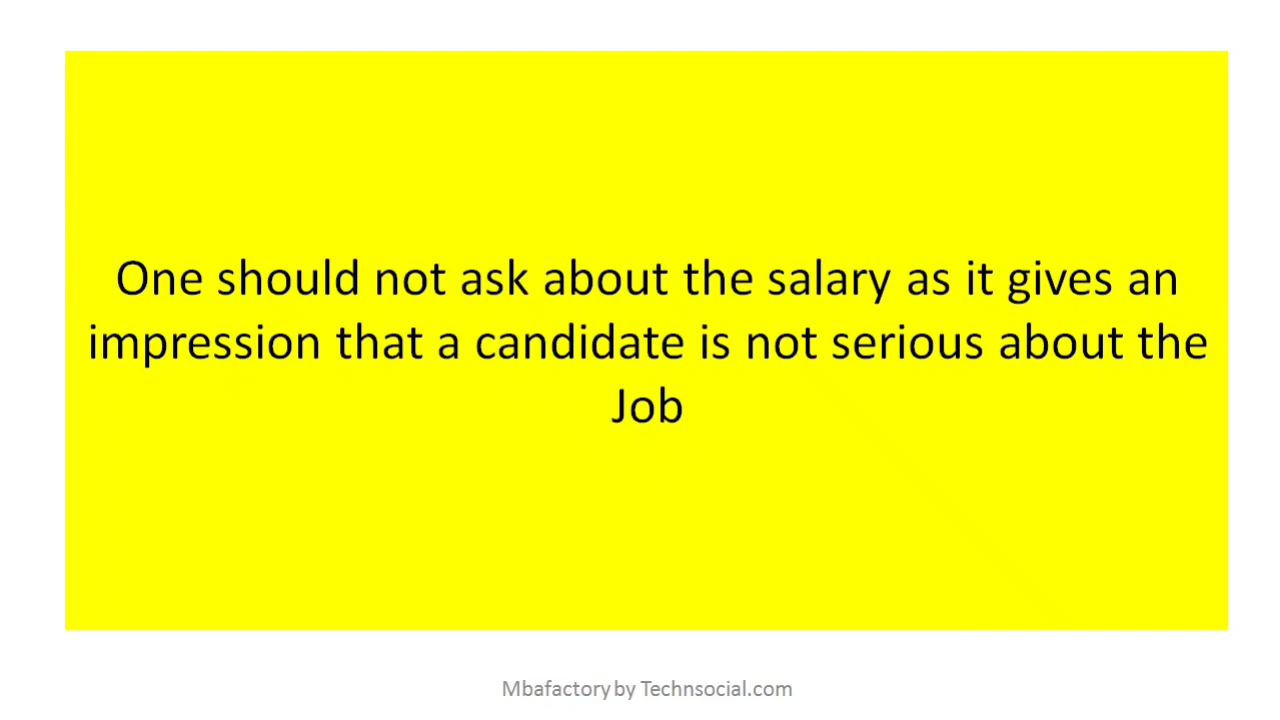 One should not ask about the salary as it gives an
impression that a candidate is not serious about the
Job
Mbafactory by Technsocial.com